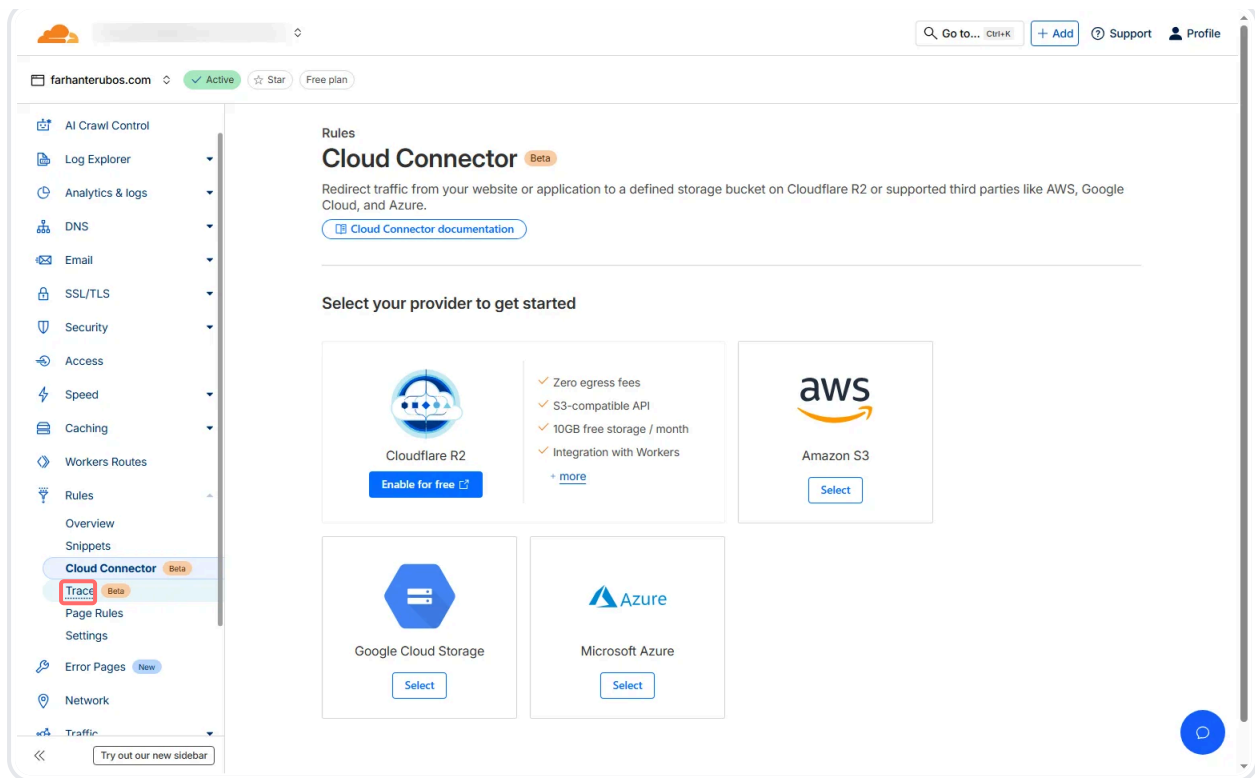 Go to... Ctrl+K
+ Add
Support
Profile
farhanterubos.com
Active
Star
Free plan
AI Crawl Control
Log Explorer
Analytics & logs
DNS
Email
SSL/TLS
Security
Access
Speed
Caching
Workers Routes
Rules
Overview
Snippets
Cloud Connector Beta
Trace Beta
Page Rules
Settings
Error Pages New
Network
Traffic
Try out our new sidebar
Rules
Cloud Connector Beta
Redirect traffic from your website or application to a defined storage bucket on Cloudflare R2 or supported third parties like AWS, Google
Cloud, and Azure.
Cloud Connector documentation
Select your provider to get started
Cloudflare R2
Enable for free
Zero egress fees
S3-compatible API
10GB free storage / month
Integration with Workers
+ more
aws
Amazon S3
Select
Google Cloud Storage
Select
Azure
Microsoft Azure
Select